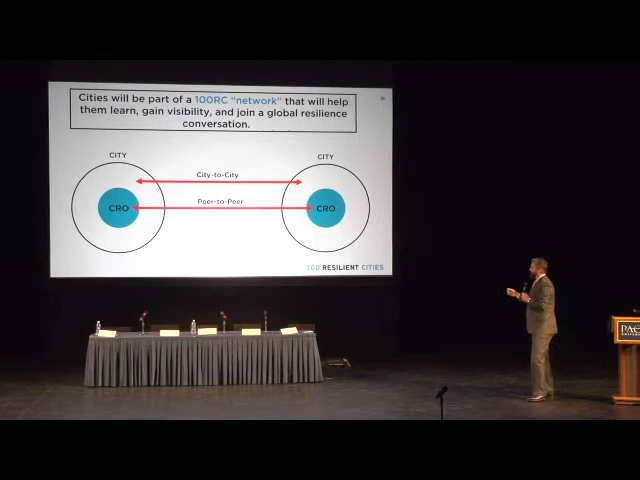 Cities will be part of a 100RC "network" that will help
them learn, gain visibility, and join a global resilience
conversation.
CITY
CITY
City-to-City
Peer-to-Peer
CRO
CRO
100 RESILIENT CITIES